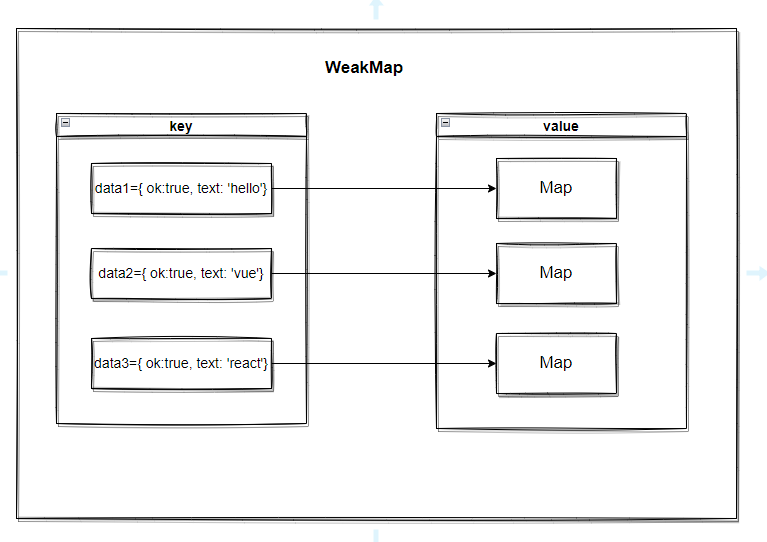 WeakMap
key
value
data1={ ok:true, text: 'hello'}
Map
data2={ ok:true, text: 'vue'}
Map
data3={ ok:true, text: 'react'}
Map